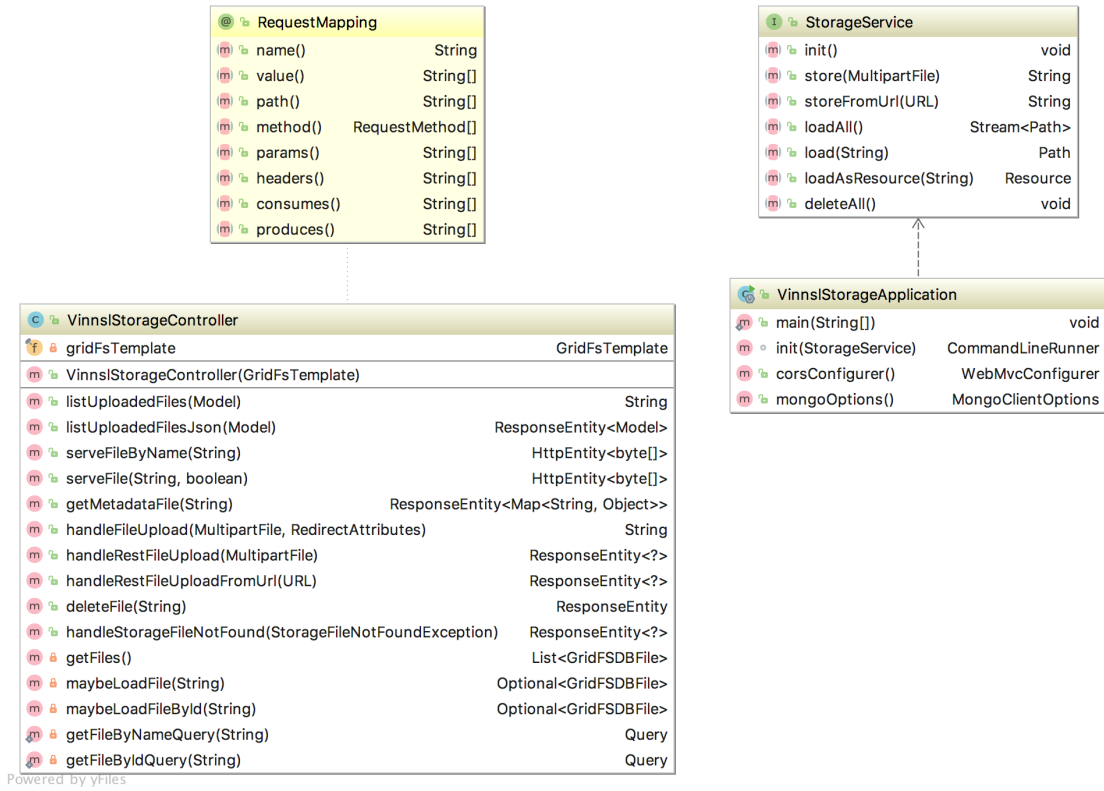 RequestMapping
name() String
value() String[]
path() String[]
method() RequestMethod[]
params() String[]
headers() String[]
consumes() String[]
produces() String[]
StorageService
init() void
store(MultipartFile) String
storeFromUrl(URL) String
loadAll() Stream<Path>
load(String) Path
loadAsResource(String) Resource
deleteAll() void
VinnslStorageController
gridFsTemplate GridFsTemplate
VinnslStorageController(GridFsTemplate)
listUploadedFiles(Model) String
listUploadedFilesJson(Model) ResponseEntity<Model>
serveFileByName(String) HttpEntity<byte[]>
serveFile(String, boolean) HttpEntity<byte[]>
getMetadataFile(String) ResponseEntity<Map<String, Object>>
handleFileUpload(MultipartFile, RedirectAttributes) String
handleRestFileUpload(MultipartFile) ResponseEntity<?>
handleRestFileUploadFromUrl(URL) ResponseEntity<?>
deleteFile(String) ResponseEntity
handleStorageFileNotFound(StorageFileNotFoundException) ResponseEntity<?>
getFiles() List<GridFSDBFile>
maybeLoadFile(String) Optional<GridFSDBFile>
maybeLoadFileById(String) Optional<GridFSDBFile>
getFileByNameQuery(String) Query
getFileByIdQuery(String) Query
VinnslStorageApplication
main(String[]) void
init(StorageService) CommandLineRunner
corsConfigurer() WebMvcConfigurer
mongoOptions() MongoClientOptions
Powered by yFiles